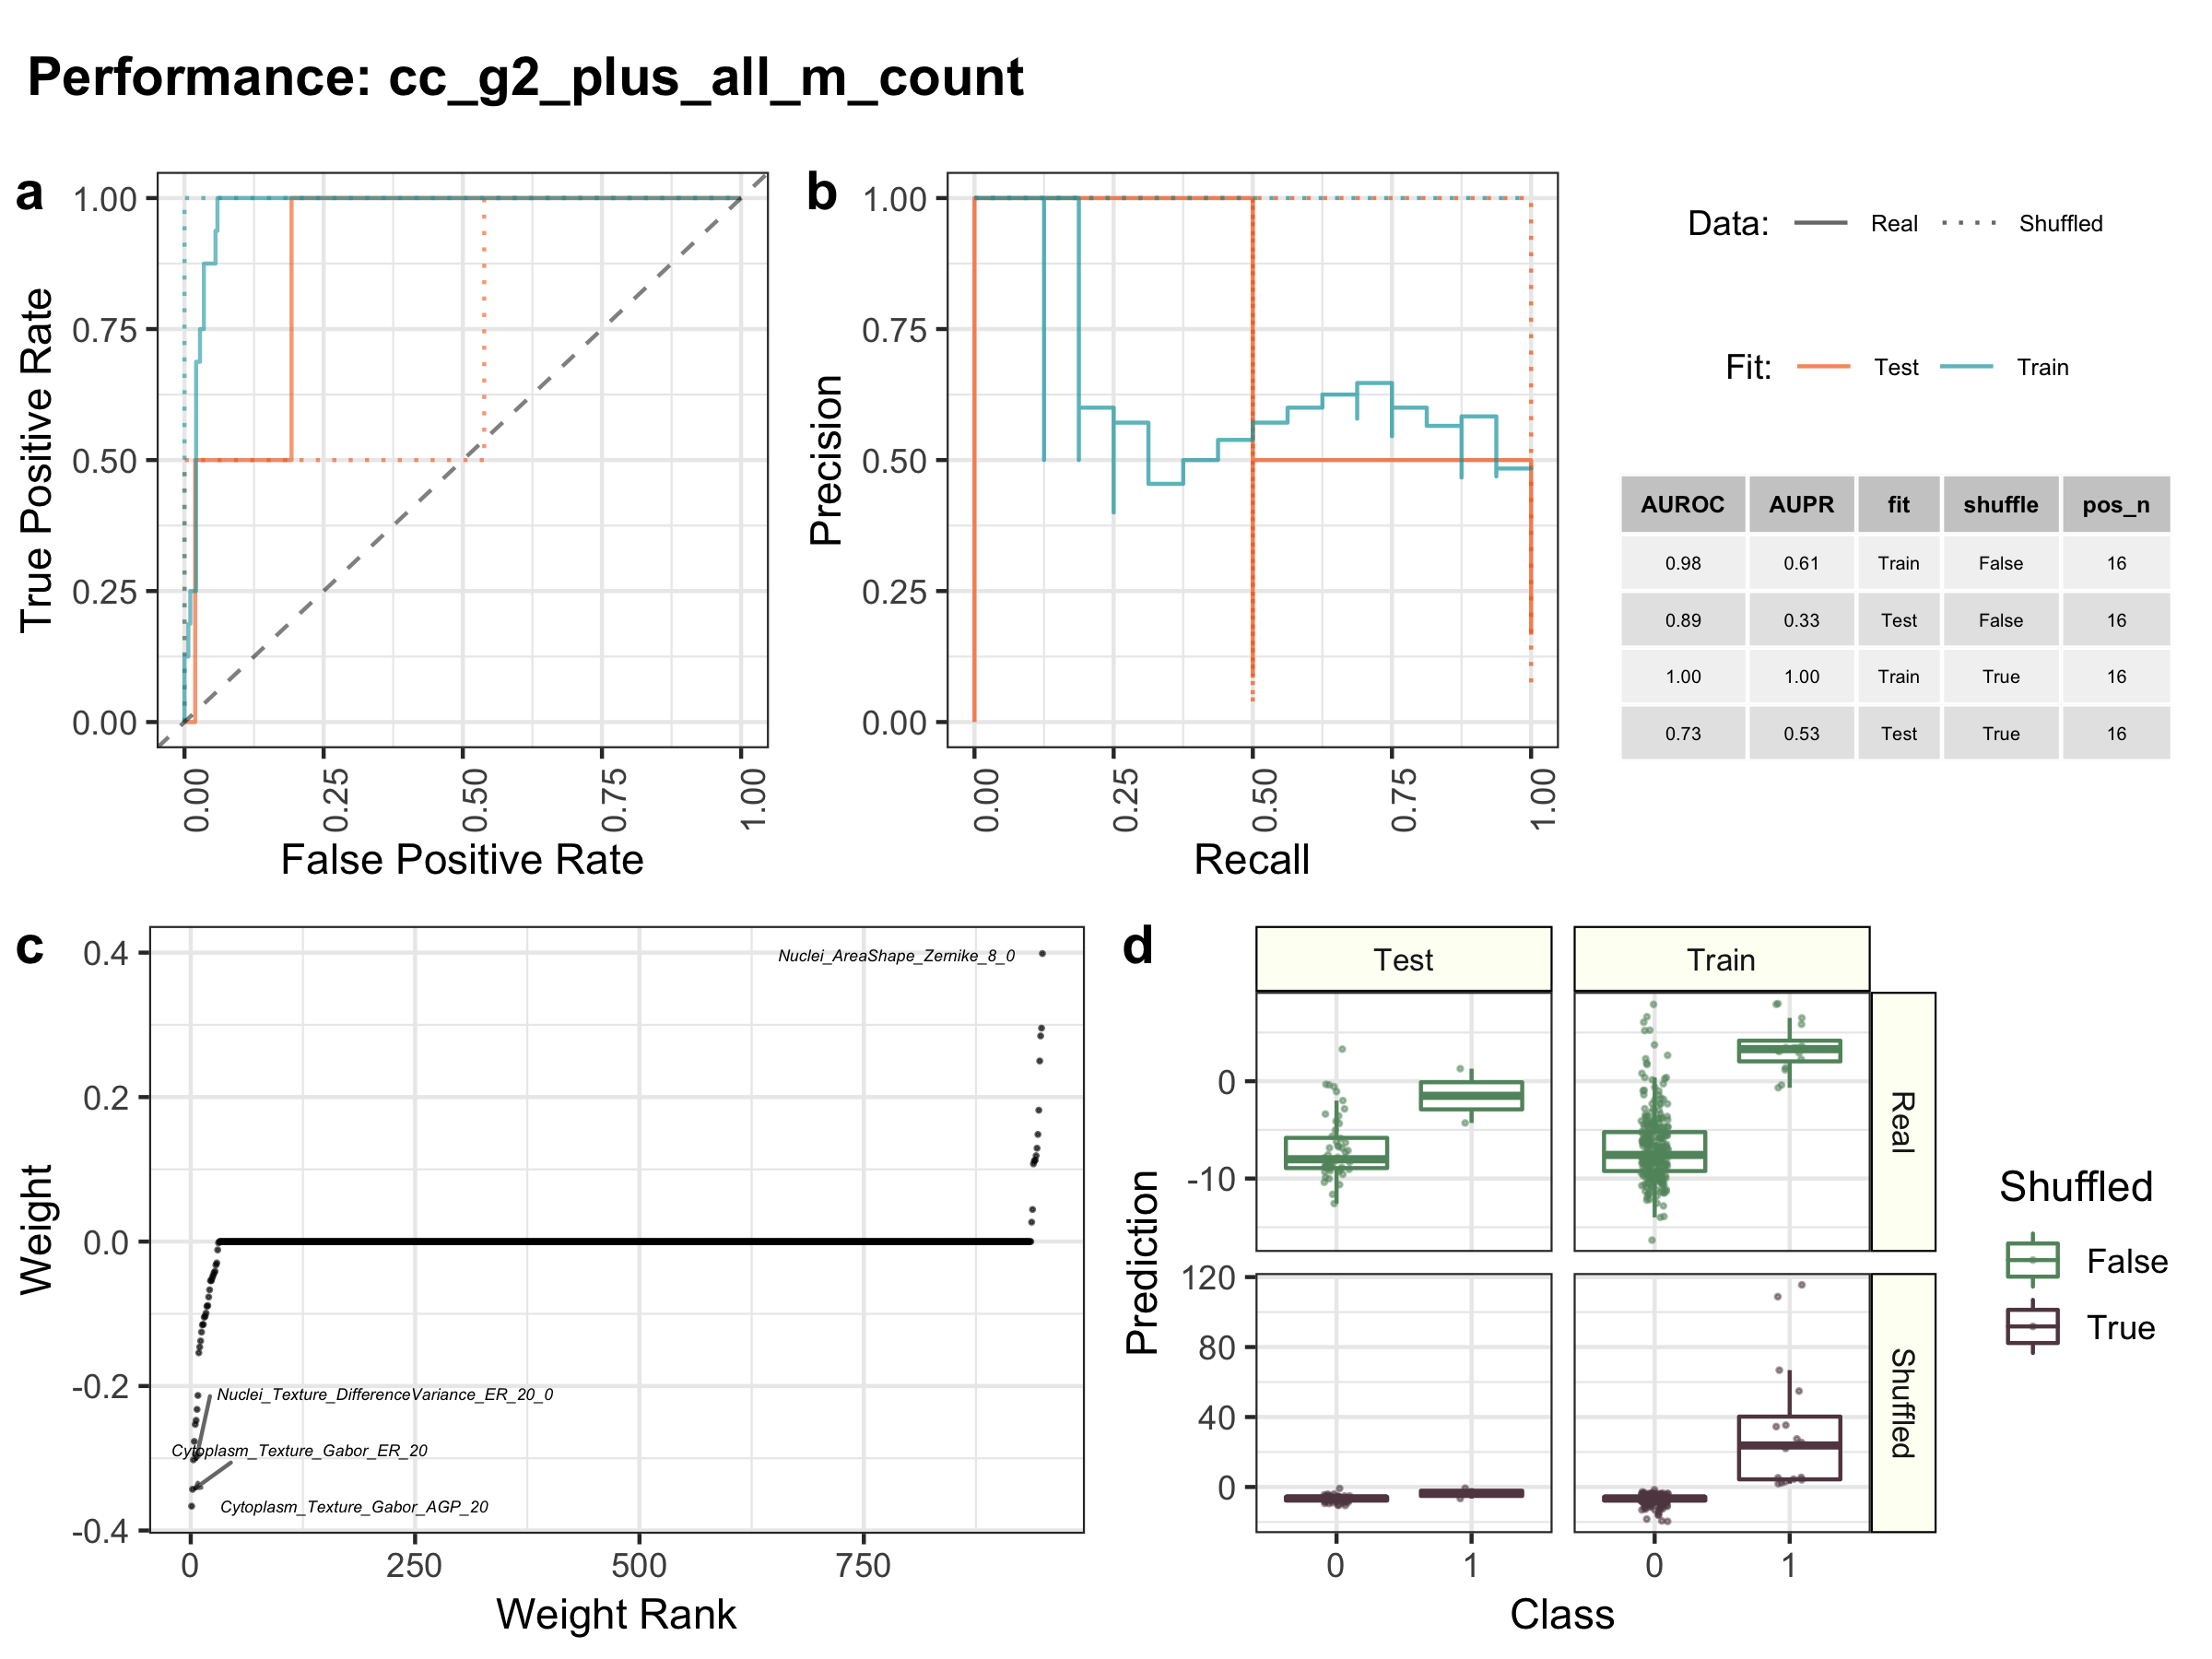 Performance: cc_g2_plus_all_m_count
a
1.00
0.75
0.50
0.25
0.00
True Positive Rate
0.00
0.25
0.50
0.75
1.00
False Positive Rate
b
1.00
0.75
0.50
0.25
0.00
Precision
0.00
0.25
0.50
0.75
1.00
Recall
Data: Real Shuffled
Fit: Test Train
AUROC AUPR fit shuffle pos_n
0.98 0.61 Train False 16
0.89 0.33 Test False 16
1.00 1.00 Train True 16
0.73 0.53 Test True 16
c
0.4
0.2
0.0
-0.2
-0.4
Weight
Nuclei_AreaShape_Zernike_8_0
Nuclei_Texture_DifferenceVariance_ER_20_0
Cytoplasm_Texture_Gabor_ER_20
Cytoplasm_Texture_Gabor_AGP_20
0 250 500 750
Weight Rank
d
Test Train
Real
Shuffled
0
-10
120
80
40
0
Prediction
0 1 0 1
Class
Shuffled
False
True